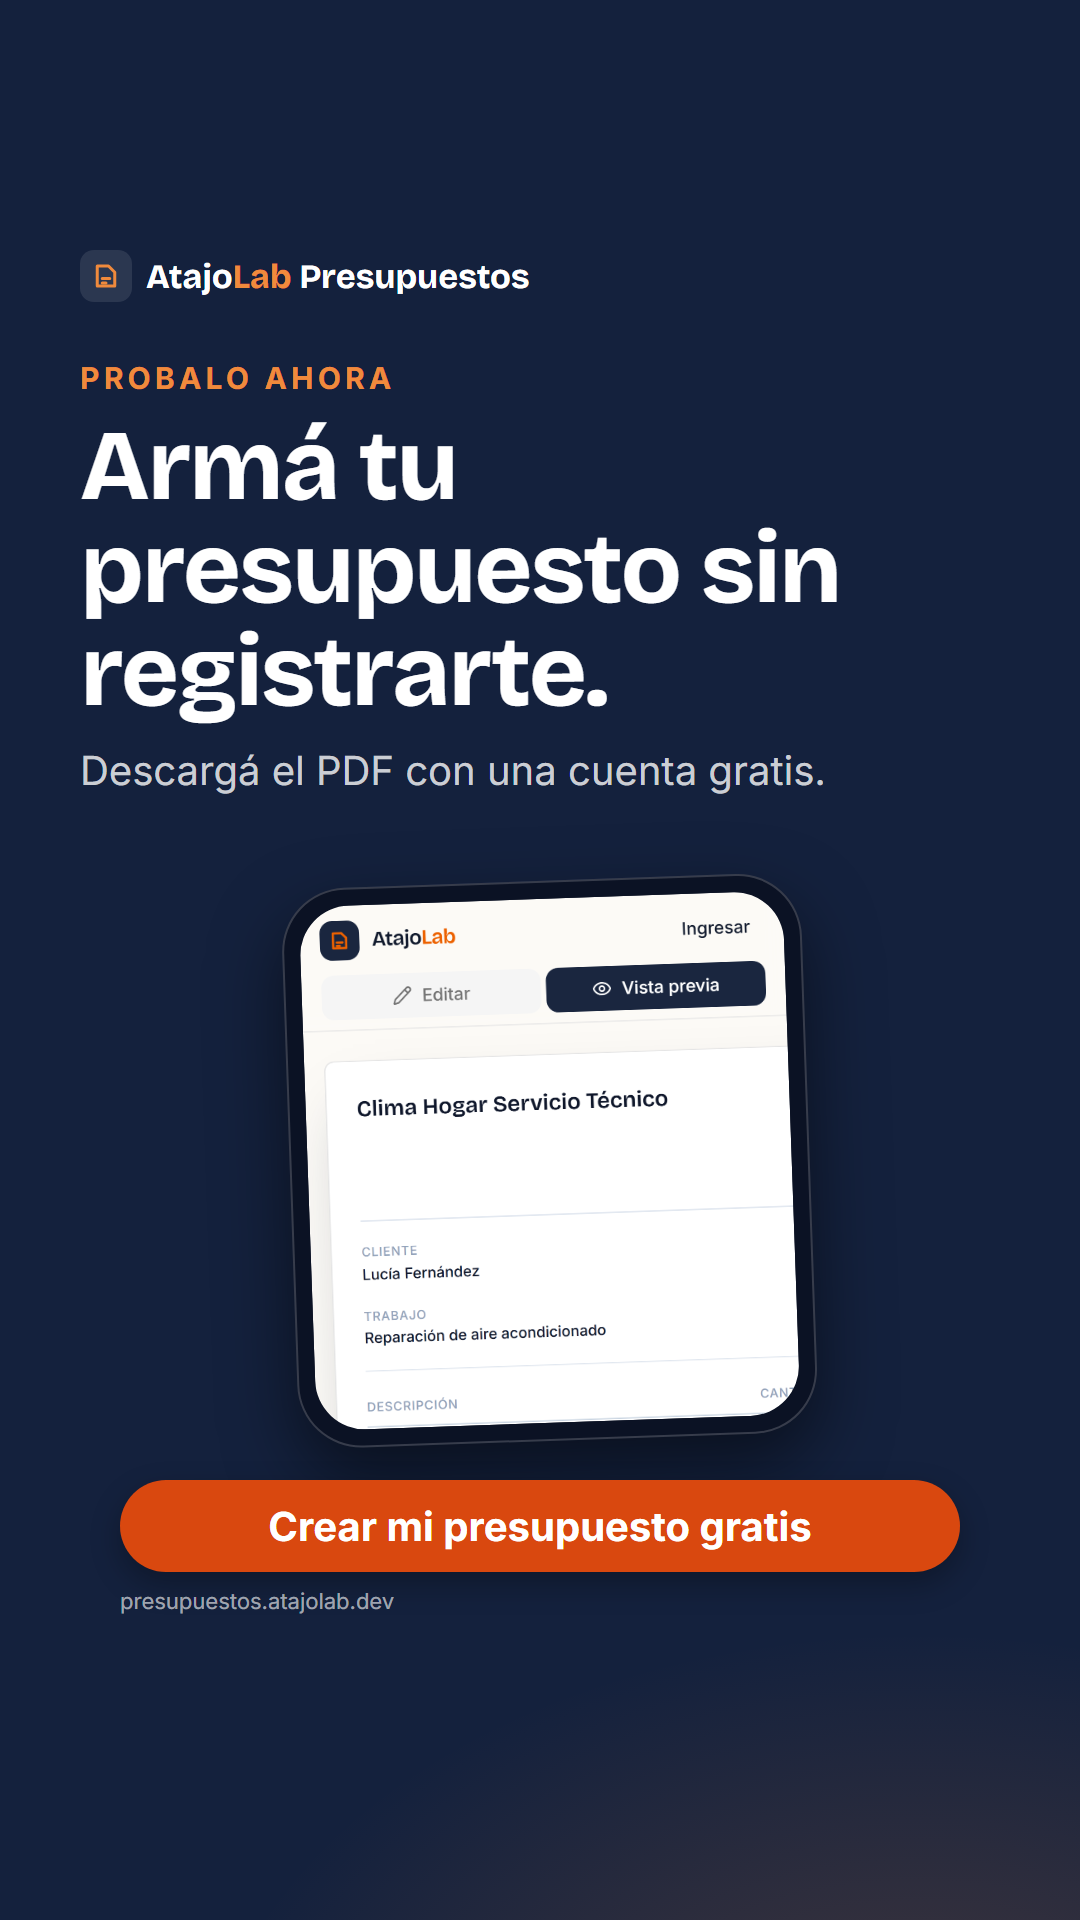 AtajoLab Presupuestos
PROBALO AHORA
Armá tu
presupuesto sin
registrarte.
Descargá el PDF con una cuenta gratis.
AtajoLab
Ingresar
Editar
Vista previa
Clima Hogar Servicio Técnico
CLIENTE
Lucía Fernández
TRABAJO
Reparación de aire acondicionado
DESCRIPCIÓN
Crear mi presupuesto gratis
presupuestos.atajolab.dev